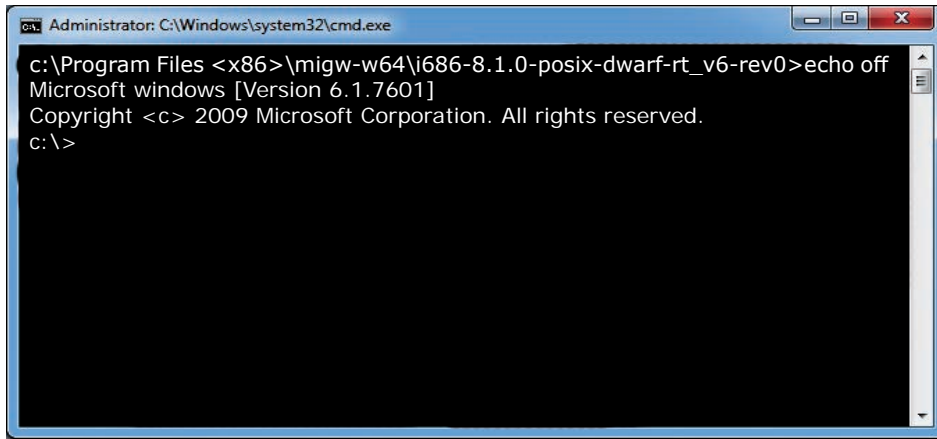 Administrator: C:\Windows\system32\cmd.exe
c:\Program Files <x86>\migw-w64\i686-8.1.0-posix-dwarf-rt_v6-rev0>echo off
Microsoft windows [Version 6.1.7601]
Copyright <c> 2009 Microsoft Corporation. All rights reserved.
c:\>